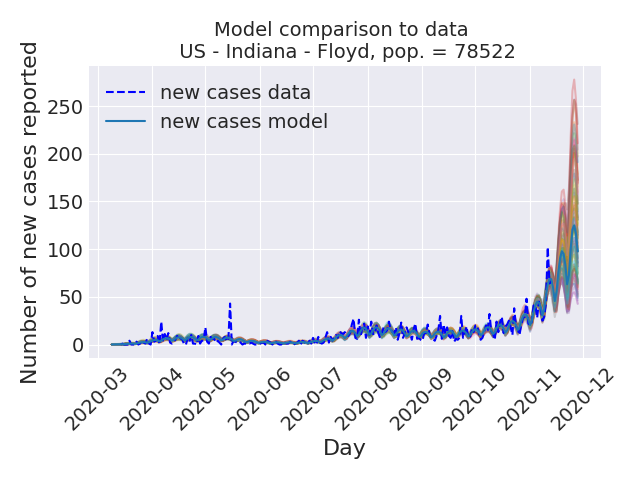 Model comparison to data
US - Indiana - Floyd, pop. = 78522
Number of new cases reported
250
200
150
100
50
0
new cases data
new cases model
2020-03
2020-04
2020-05
2020-06
2020-07
2020-08
2020-09
2020-10
2020-11
2020-12
Day